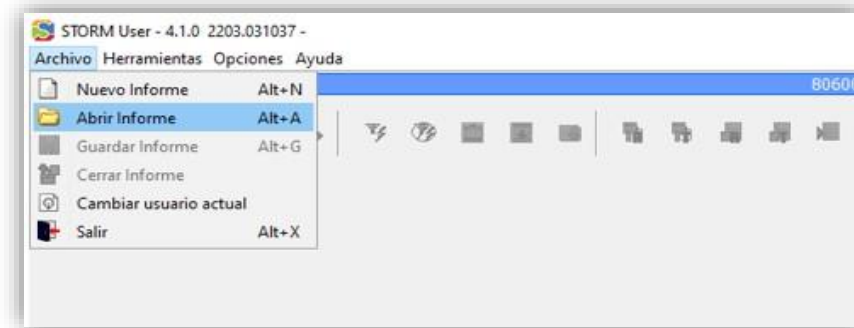 STORM User - 4.1.0 2203.031037 -
Archivo Herramientas Opciones Ayuda
Nuevo Informe Alt+N
Abrir Informe Alt+A
Guardar Informe Alt+G
Cerrar Informe
Cambiar usuario actual
Salir Alt+X